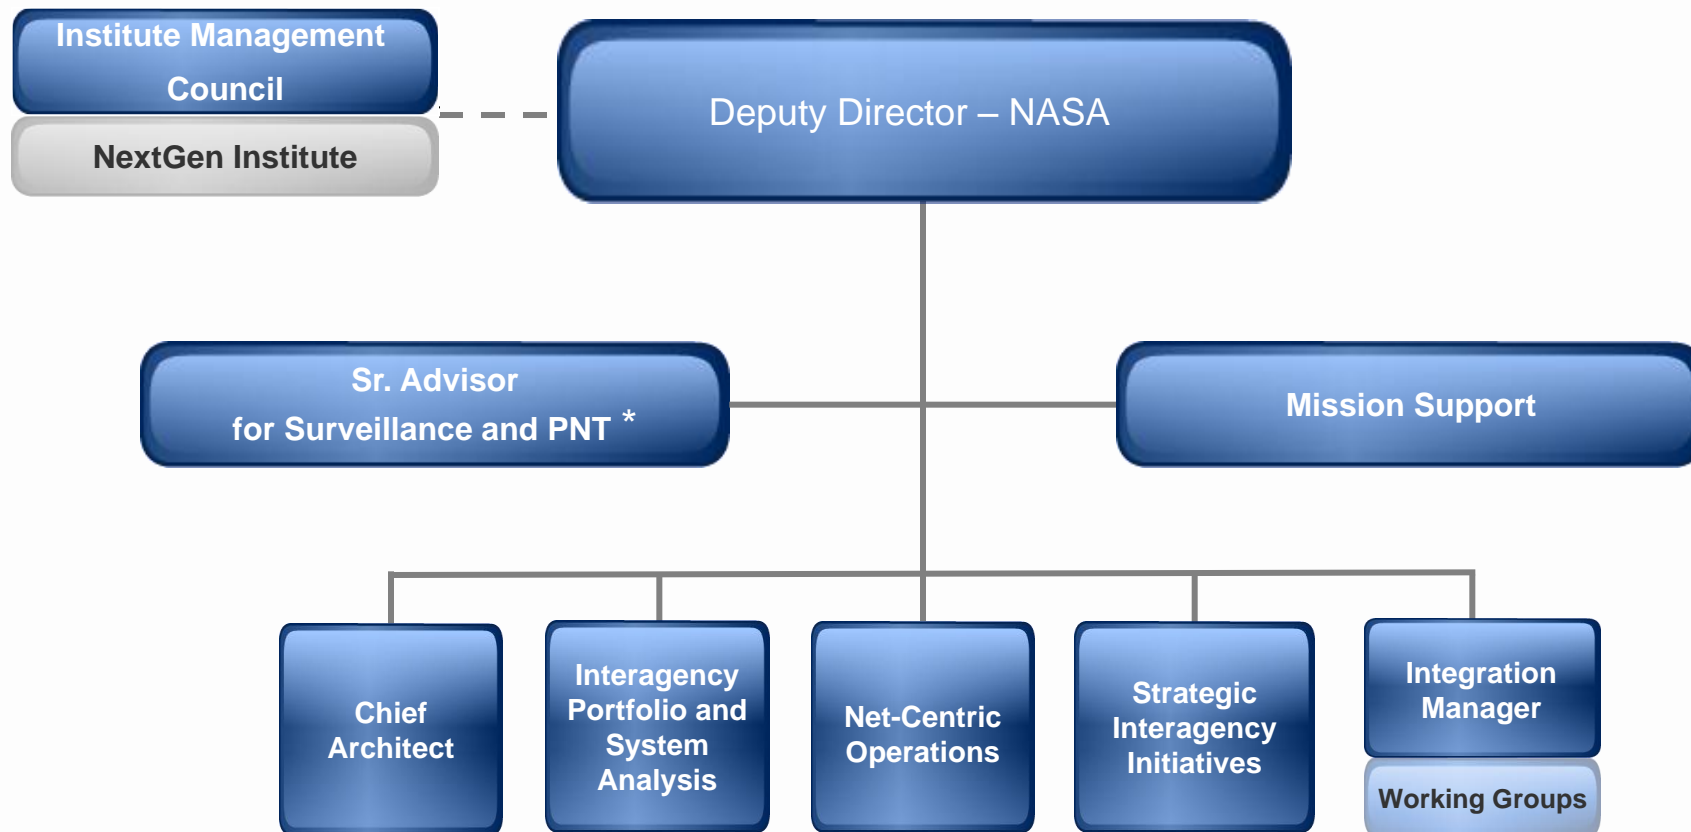 Institute Management
Council
NextGen Institute
Deputy Director – NASA
Sr. Advisor
for Surveillance and PNT *
Mission Support
Chief
Architect
Interagency
Portfolio and
System
Analysis
Net-Centric
Operations
Strategic
Interagency
Initiatives
Integration
Manager
Working Groups